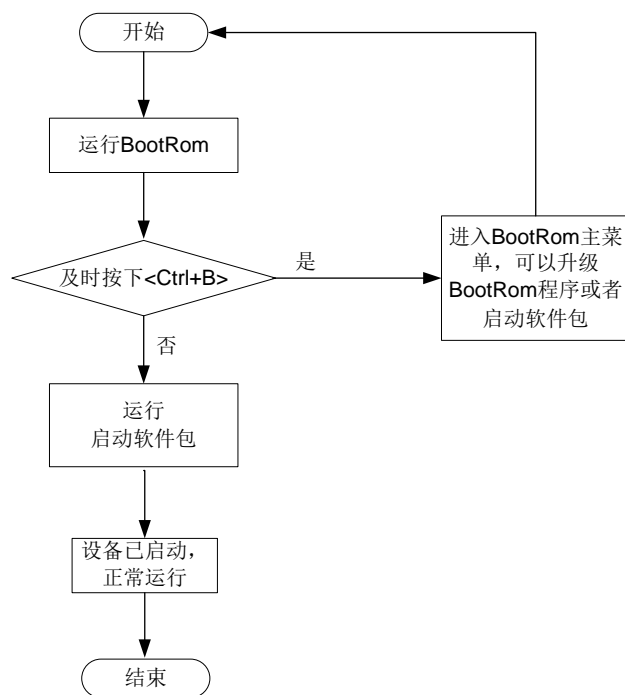 开始
运行BootRom
及时按下<Ctrl+B>
是
进入BootRom主菜
单，可以升级
BootRom程序或者
启动软件包
否
运行
启动软件包
设备已启动，
正常运行
结束